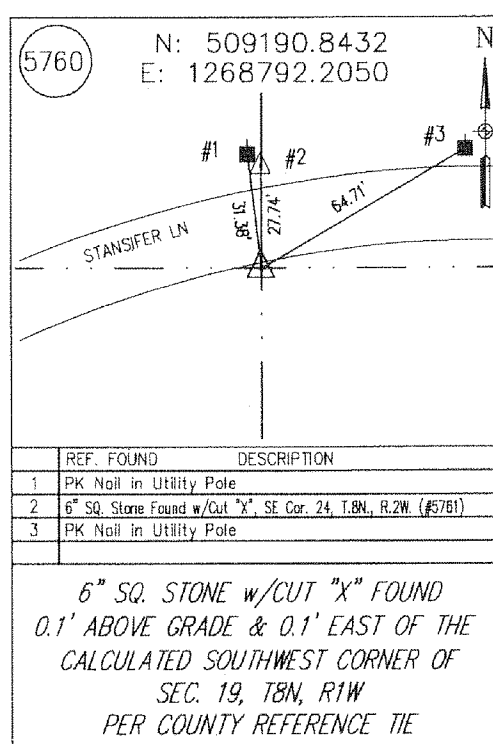 5760
N: 509190.8432
E: 1268792.2050
N
#1
#2
#3
31.38'
27.74'
64.71'
STANSIFER LN
REF. FOUND DESCRIPTION
1 PK Nail in Utility Pole
2 6" SQ. Stone Found w/Cut "X", SE Cor. 24, T.8N., R.2W. (#5761)
3 PK Nail in Utility Pole
6" SQ. STONE w/CUT "X" FOUND
0.1' ABOVE GRADE & 0.1' EAST OF THE
CALCULATED SOUTHWEST CORNER OF
SEC. 19, T8N, R1W
PER COUNTY REFERENCE TIE